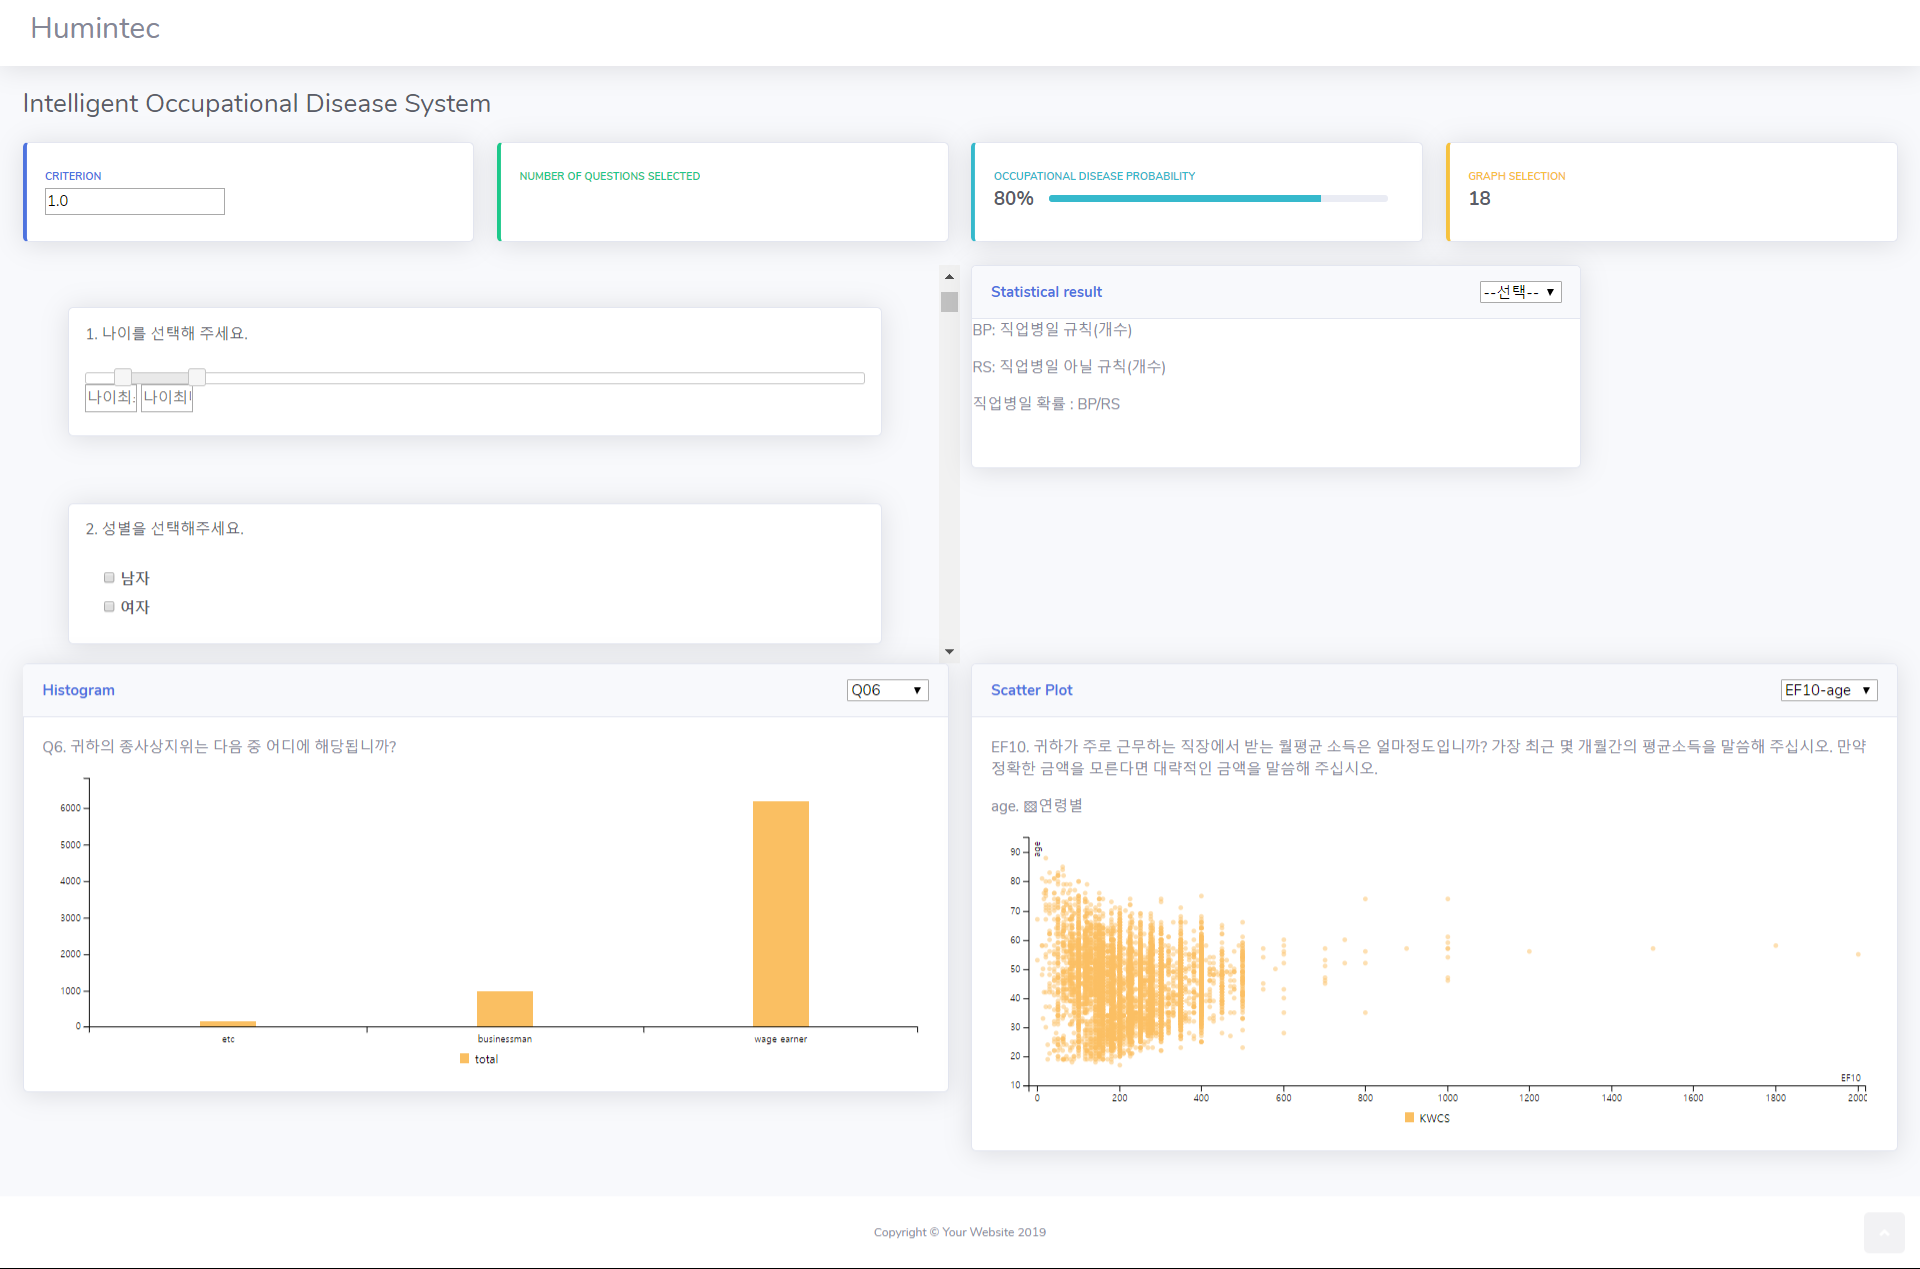 Humintec
Intelligent Occupational Disease System
CRITERION
1.0
NUMBER OF QUESTIONS SELECTED
OCCUPATIONAL DISEASE PROBABILITY
80%
GRAPH SELECTION
18
1. 나이를 선택해 주세요.
나이최 나이최
2. 성별을 선택해주세요.
남자
여자
Statistical result
--선택--
BP: 직업병일 규칙(개수)
RS: 직업병일 아닐 규칙(개수)
직업병일 확률 : BP/RS
Histogram
Q06
Q6. 귀하의 종사상지위는 다음 중 어디에 해당됩니까?
6000
5000
4000
3000
2000
1000
0
etc businessman wage earner
total
Scatter Plot
EF10-age
EF10. 귀하가 주로 근무하는 직장에서 받는 월평균 소득은 얼마정도입니까? 가장 최근 몇 개월간의 평균소득을 말씀해 주십시오. 만약
정확한 금액을 모른다면 대략적인 금액을 말씀해 주십시오.
age. ▨연령별
age
90
80
70
60
50
40
30
20
10
EF10
0 200 400 600 800 1000 1200 1400 1600 1800 2000
KWCS
Copyright © Your Website 2019